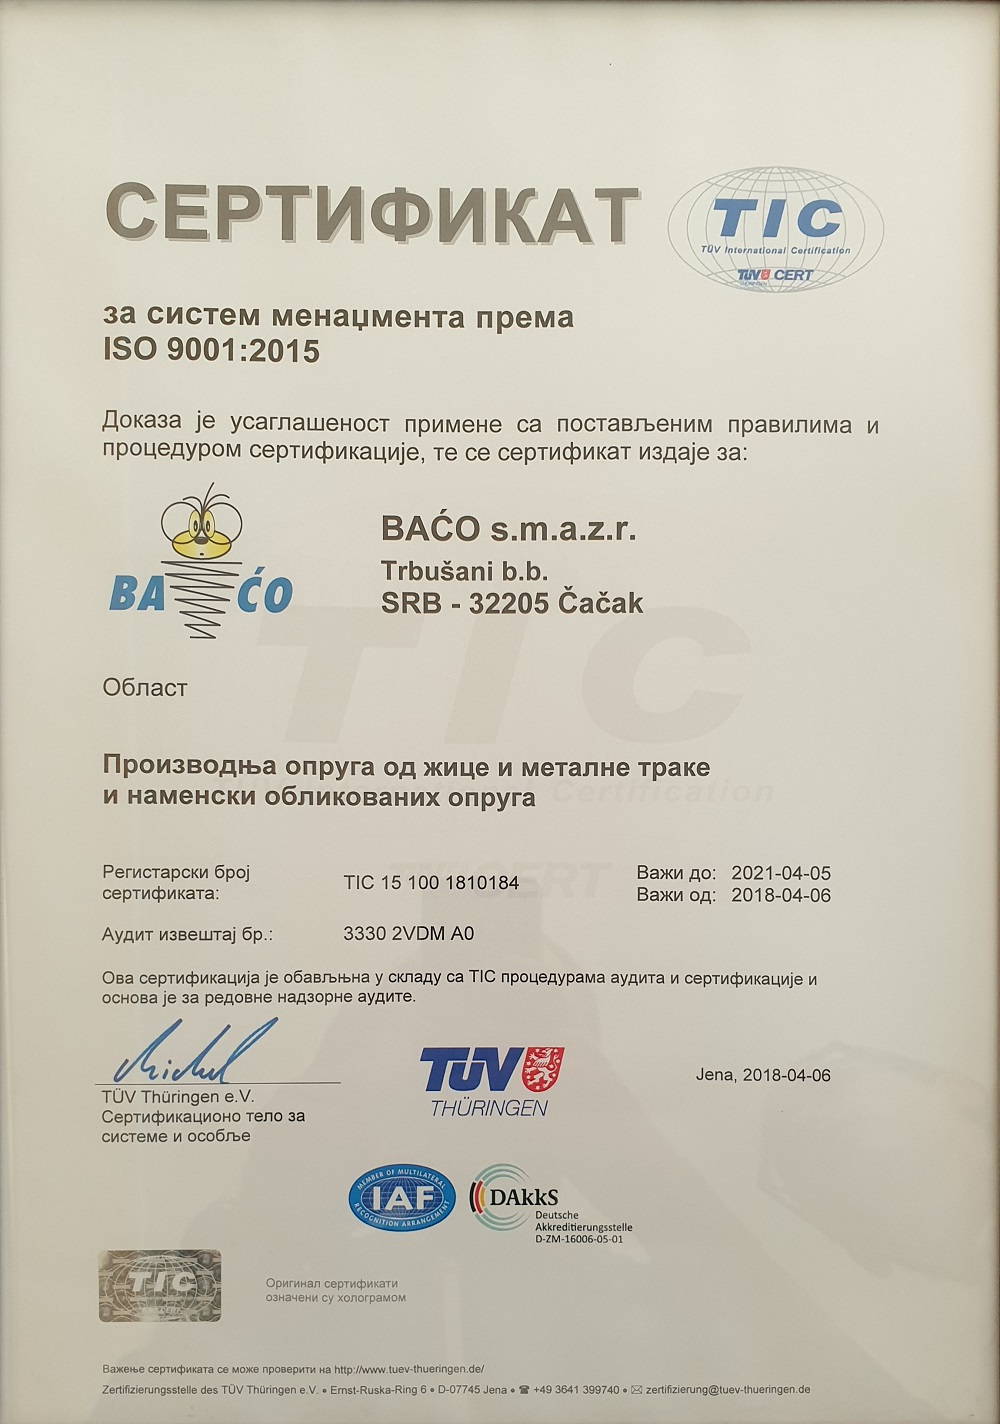 СЕРТИФИКАТ
TIC
TÜV International Certification
TÜV CERT
за систем менаџмента према
ISO 9001:2015
Доказа је усаглашеност примене са постављеним правилима и
процедуром сертификације, те се сертификат издаје за:
BAĆO
BAĆO s.m.a.z.r.
Trbušani b.b.
SRB - 32205 Čačak
TIC
Област
Производња опруга од жице и металне траке
и наменски обликованих опруга
International Certification
CERT
Регистарски број
сертификата:
TIC 15 100 1810184
Важи до: 2021-04-05
Важи од: 2018-04-06
Аудит извештај бр.:
3330 2VDM A0
Ова сертификација је обављњна у складу са TIC процедурама аудита и сертификације и
основа је за редовне надзорне аудите.
TÜV Thüringen e.V.
Сертификационо тело за
системе и особље
TÜV
THÜRINGEN
Jena, 2018-04-06
MEMBER OF MULTILATERAL
IAF
RECOGNITION ARRANGEMENT
DAkkS
Deutsche
Akkreditierungsstelle
D-ZM-16006-05-01
TIC
Оригинал сертификати
означени су холограмом
Важење сертификата се може проверити на http://www.tuev-thueringen.de/
Zertifizierungsstelle des TÜV Thüringen e.V. • Ernst-Ruska-Ring 6 • D-07745 Jena • ☎ +49 3641 399740 • ✉ zertifizierung@tuev-thueringen.de